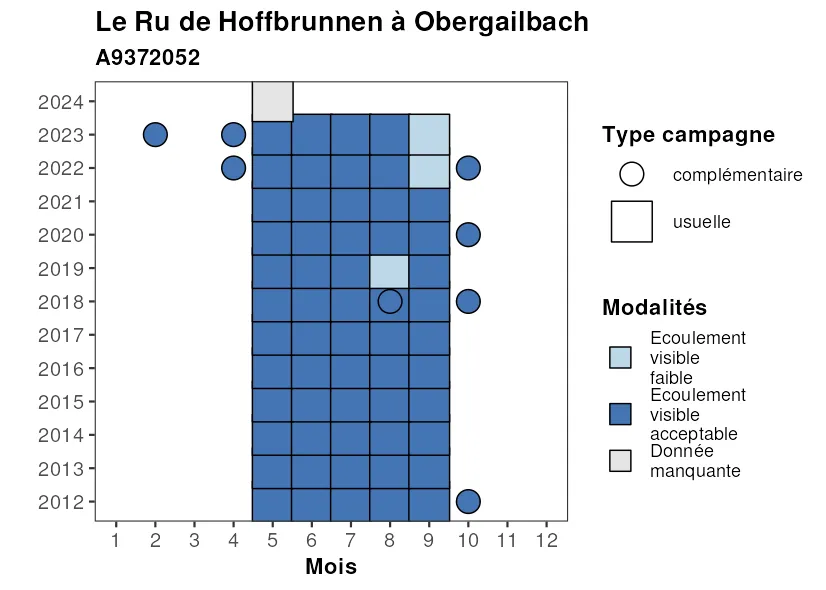 Le Ru de Hoffbrunnen à Obergailbach
A9372052
2024
2023
2022
2021
2020
2019
2018
2017
2016
2015
2014
2013
2012
1 2 3 4 5 6 7 8 9 10 11 12
Mois
Type campagne
complémentaire
usuelle
Modalités
Ecoulement
visible
faible
Ecoulement
visible
acceptable
Donnée
manquante